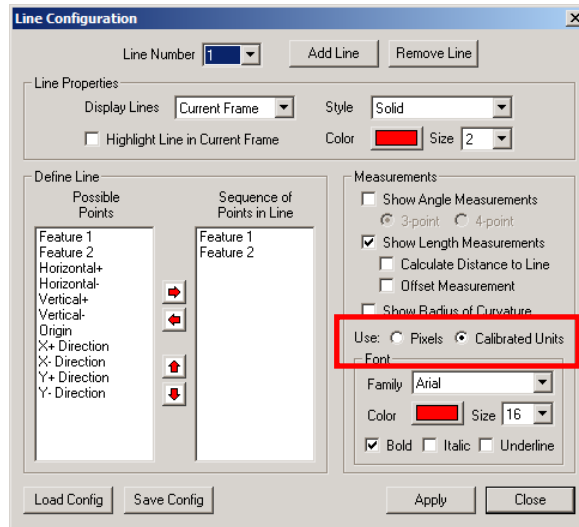 Line Configuration
Line Number 1 Add Line Remove Line
Line Properties
Display Lines Current Frame Style Solid
Highlight Line in Current Frame Color Size 2
Define Line
Possible Points
Feature 1
Feature 2
Horizontal+
Horizontal-
Vertical+
Vertical-
Origin
X+ Direction
X- Direction
Y+ Direction
Y- Direction
Sequence of Points in Line
Feature 1
Feature 2
Measurements
Show Angle Measurements
3-point 4-point
Show Length Measurements
Calculate Distance to Line
Offset Measurement
Show Radius of Curvature
Use: Pixels Calibrated Units
Font
Family Arial
Color Size 16
Bold Italic Underline
Load Config Save Config Apply Close